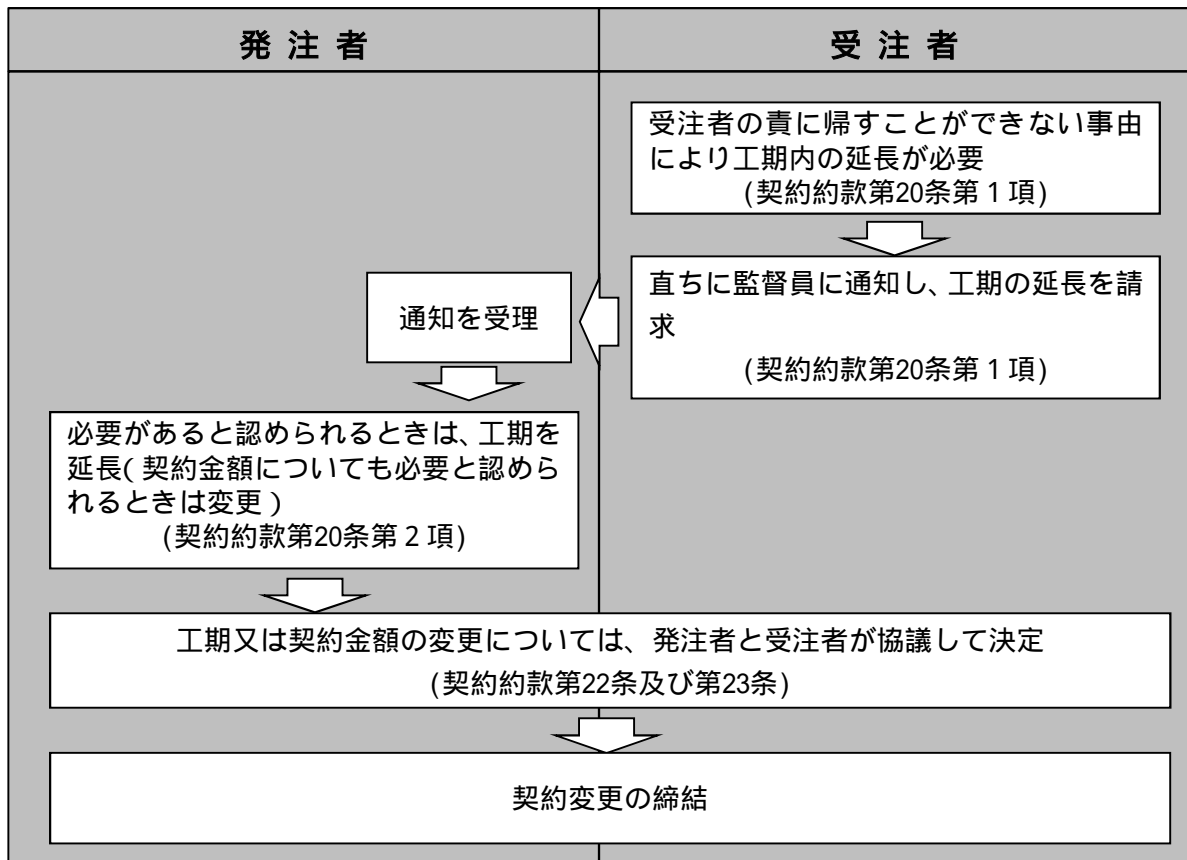 発 注 者
受 注 者
受注者の責に帰すことができない事由
により工期内の延長が必要
(契約約款第20条第１項)
直ちに監督員に通知し、工期の延長を請
求
(契約約款第20条第１項)
通知を受理
必要があると認められるときは、工期を
延長（契約金額についても必要と認めら
れるときは変更）
(契約約款第20条第２項)
工期又は契約金額の変更については、発注者と受注者が協議して決定
(契約約款第22条及び第23条)
契約変更の締結